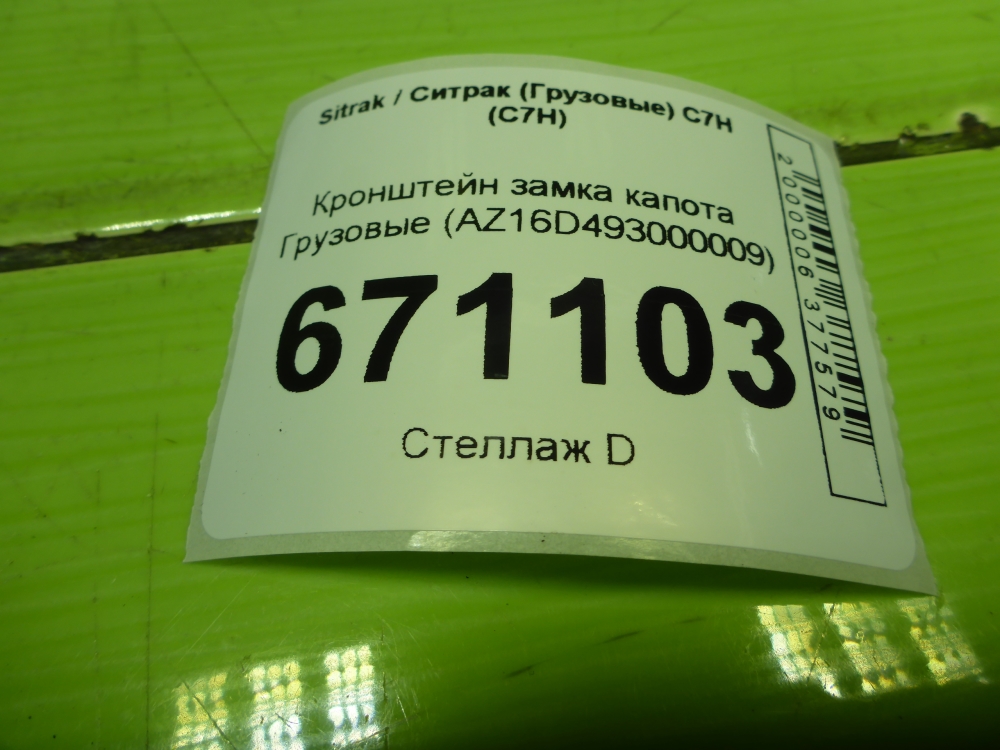 Sitrak / Ситрак (Грузовые) C7H
(C7H)
Кронштейн замка капота
Грузовые (AZ16D493000009)
671103
Стеллаж D
2000006377579